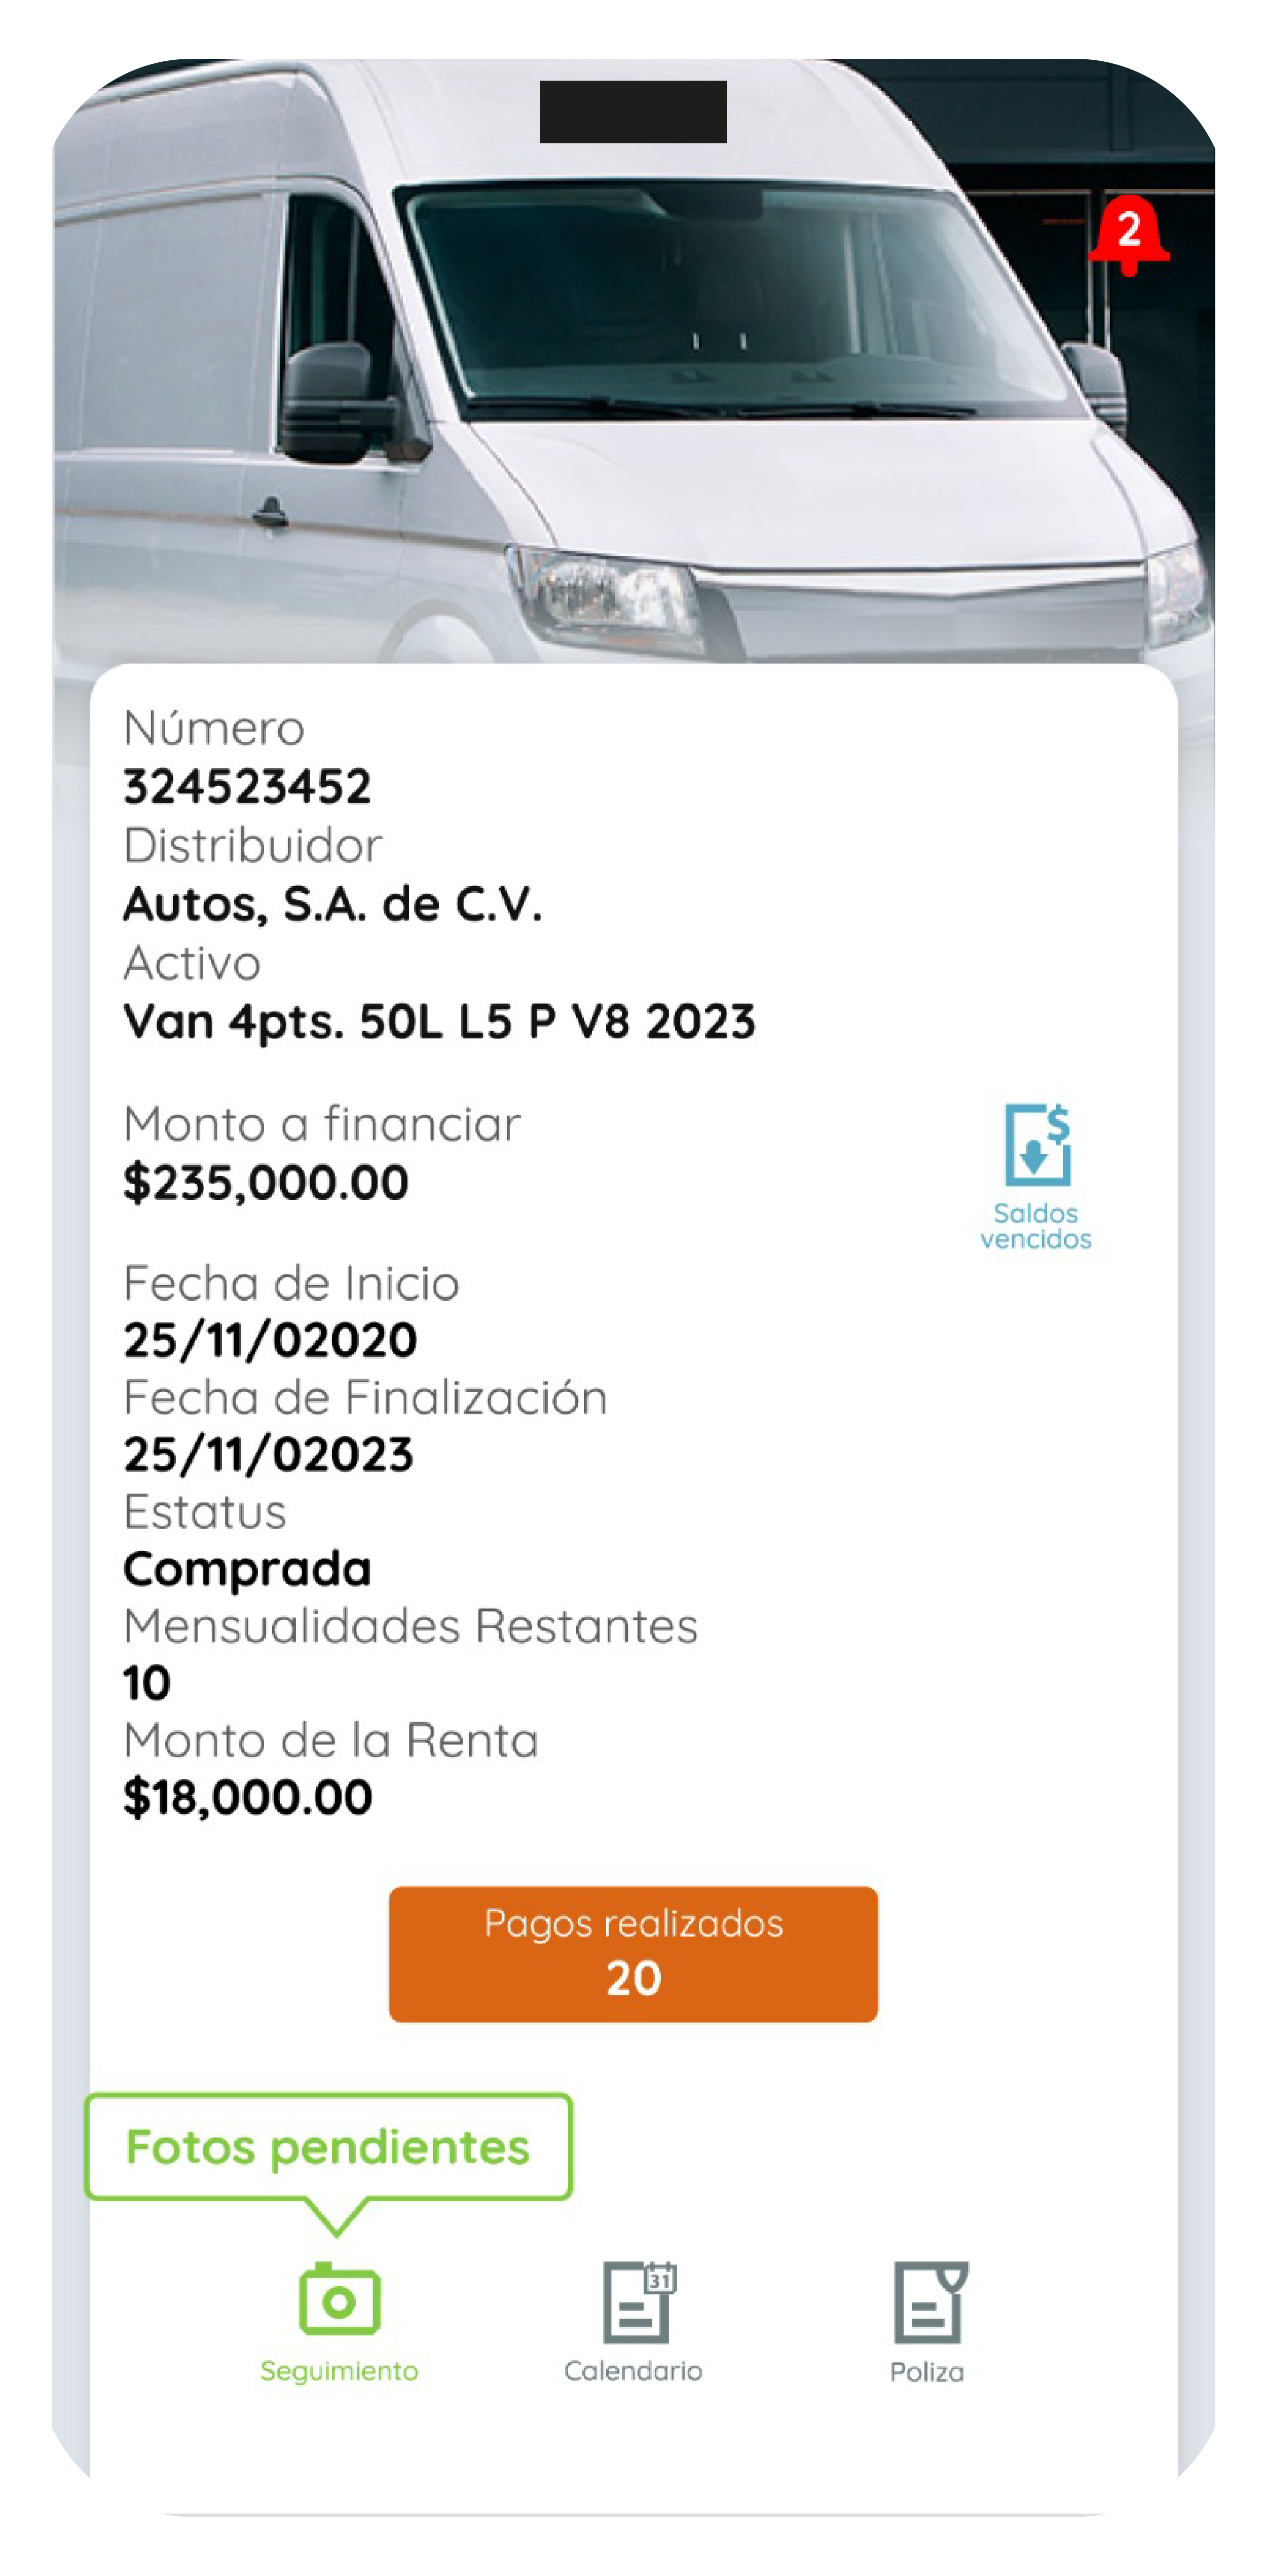 2
Número
324523452
Distribuidor
Autos, S.A. de C.V.
Activo
Van 4pts. 50L L5 P V8 2023
Monto a financiar
$235,000.00
$
Saldos
vencidos
Fecha de Inicio
25/11/02020
Fecha de Finalización
25/11/02023
Estatus
Comprada
Mensualidades Restantes
10
Monto de la Renta
$18,000.00
Pagos realizados
20
Fotos pendientes
31
Seguimiento
Calendario
Poliza